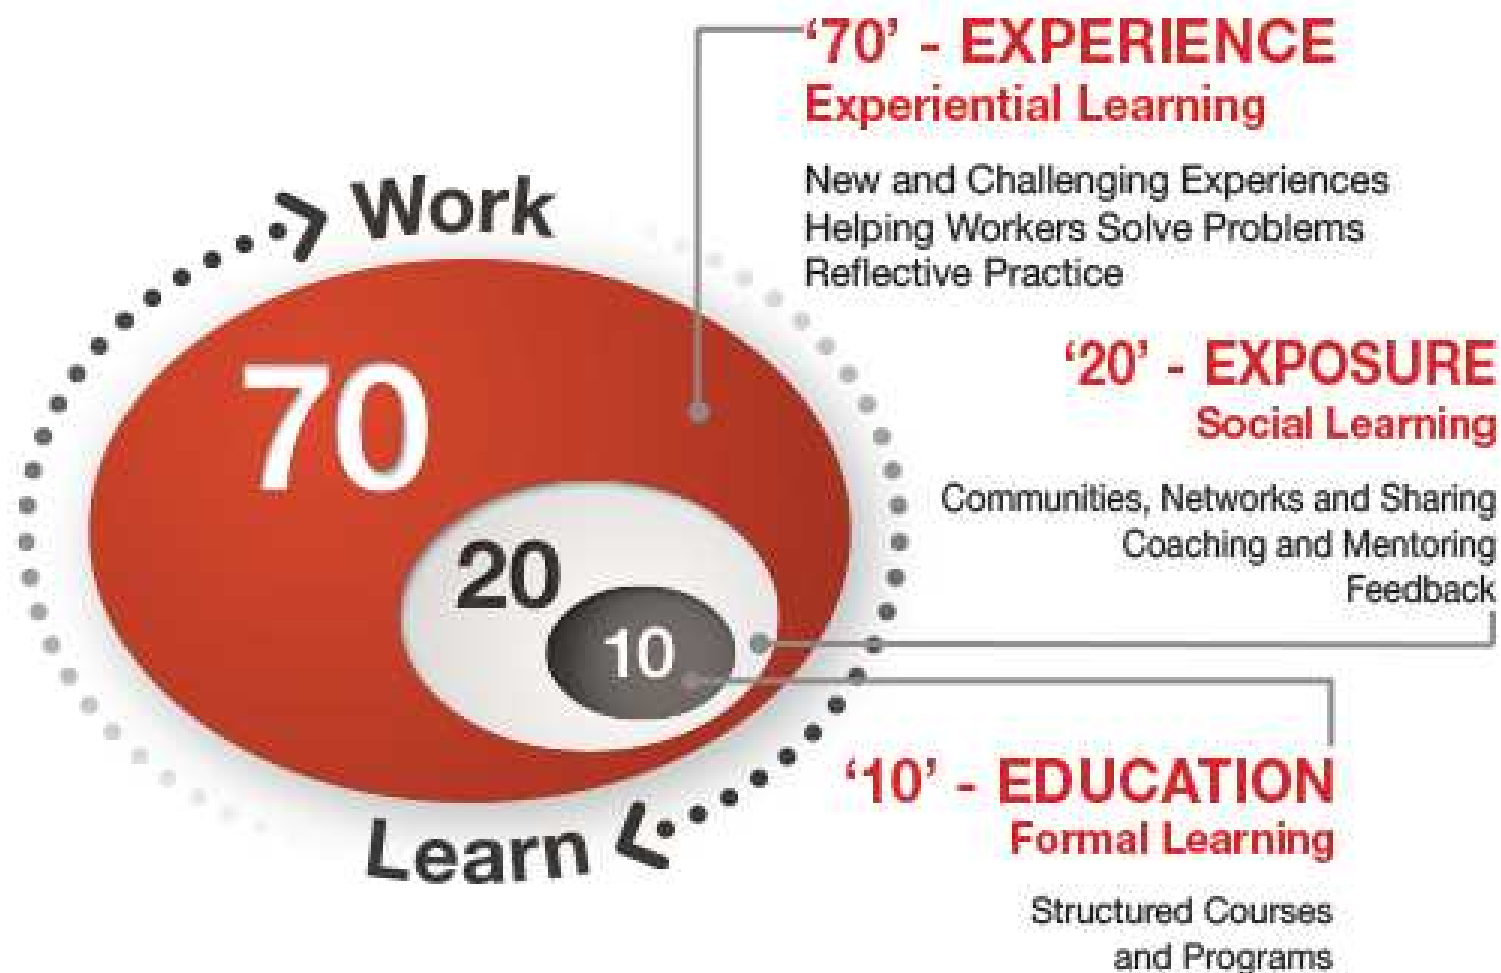 ‘70’ - EXPERIENCE
Experiential Learning
New and Challenging Experiences
Helping Workers Solve Problems
Reflective Practice
Work
70
20
10
Learn
‘20’ - EXPOSURE
Social Learning
Communities, Networks and Sharing
Coaching and Mentoring
Feedback
‘10’ - EDUCATION
Formal Learning
Structured Courses
and Programs